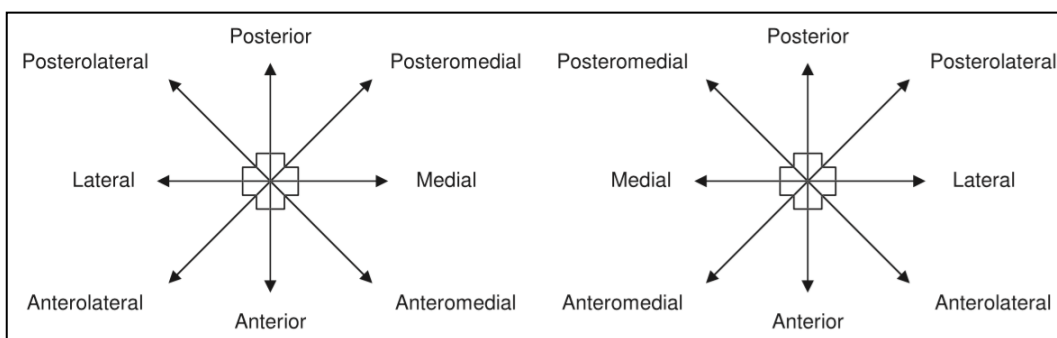 Posterior
Posterolateral
Posteromedial
Lateral
Medial
Anterolateral
Anteromedial
Anterior
Posterior
Posteromedial
Posterolateral
Medial
Lateral
Anteromedial
Anterolateral
Anterior